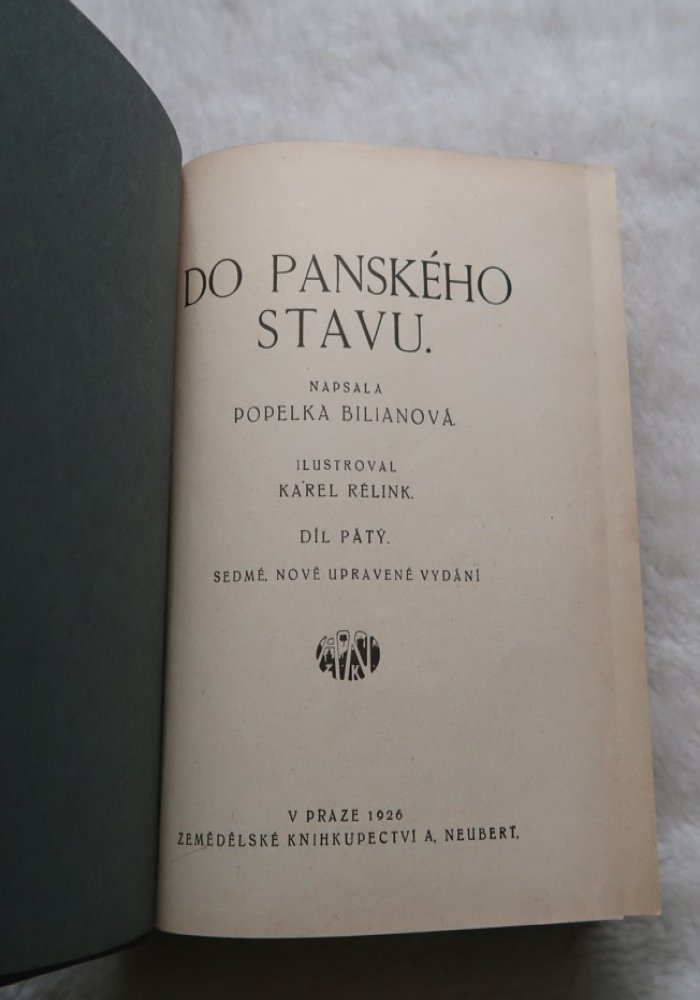 DO PANSKÉHO
STAVU.
NAPSALA
POPELKA BILIANOVÁ.
ILUSTROVAL
KAREL RÉLINK.
DÍL PÁTÝ.
SEDMÉ, NOVĚ UPRAVENÉ VYDÁNÍ
V PRAZE 1926
ZEMĚDĚLSKÉ KNIHKUPECTVÍ A, NEUBERT.